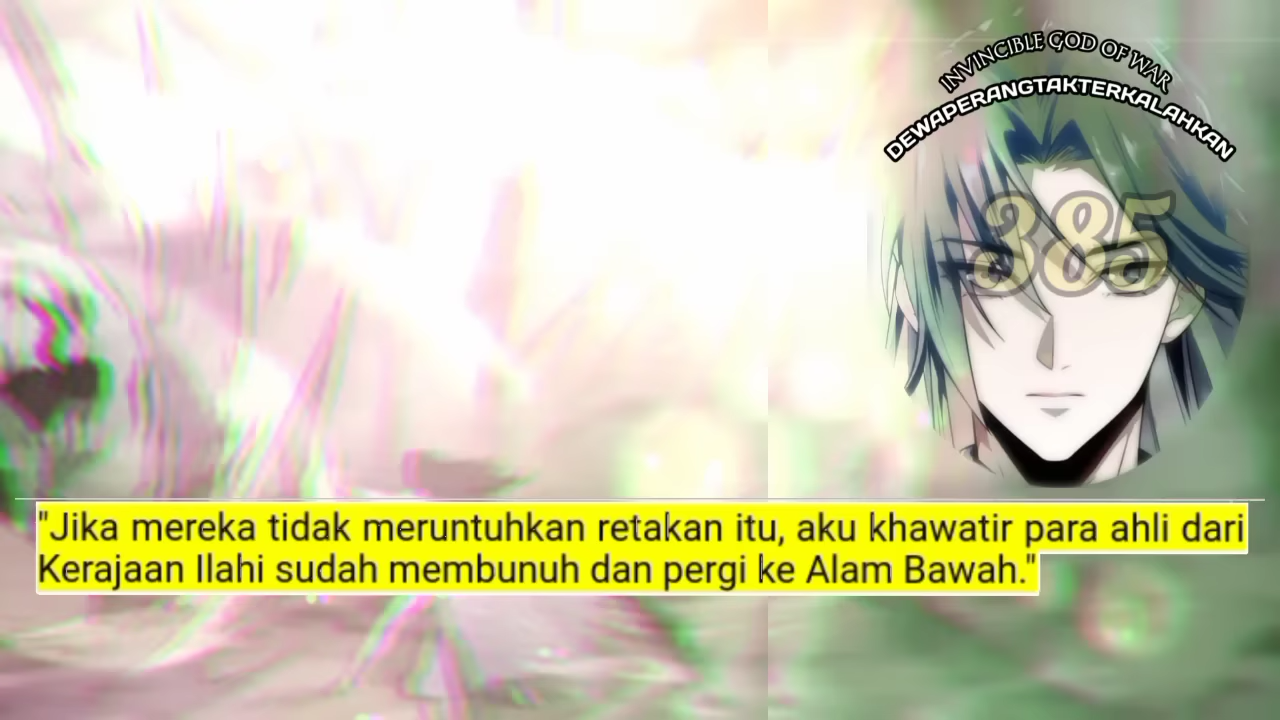 INVINCIBLE GOD OF WAR
DEWAPERANGTAKTERKALAHKAN
385
"Jika mereka tidak meruntuhkan retakan itu, aku khawatir para ahli dari
Kerajaan Ilahi sudah membunuh dan pergi ke Alam Bawah."